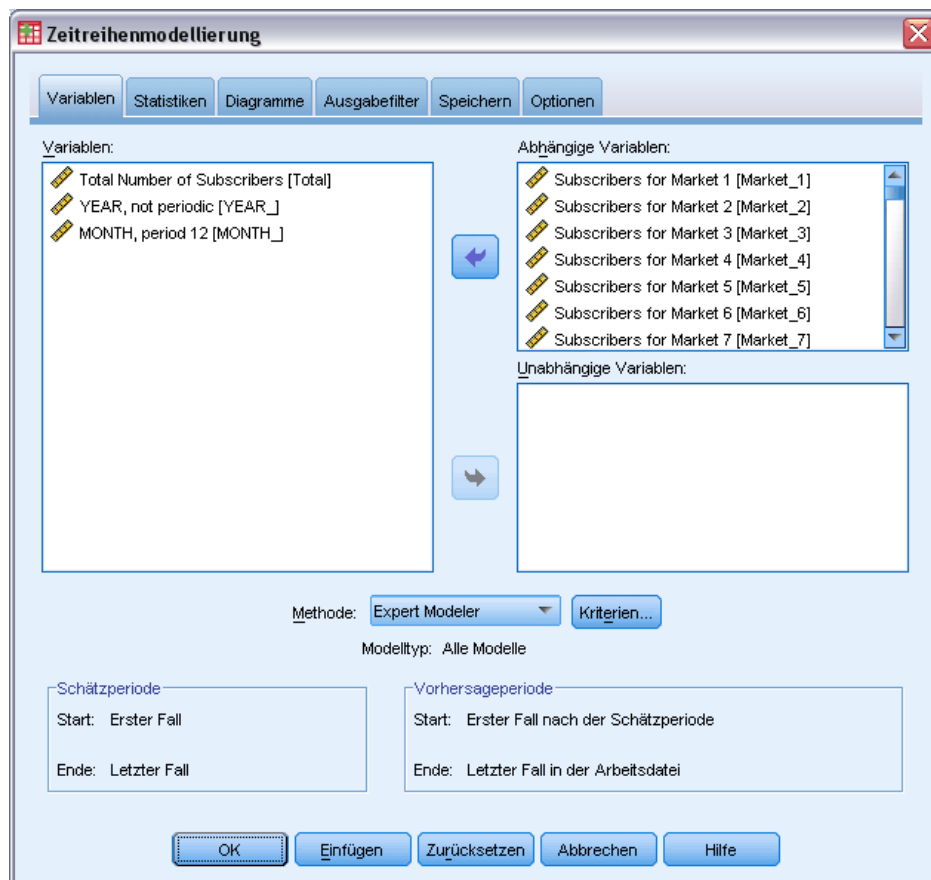 Zeitreihenmodellierung
Variablen
Statistiken
Diagramme
Ausgabefilter
Speichern
Optionen
Variablen:
Total Number of Subscribers [Total]
YEAR, not periodic [YEAR_]
MONTH, period 12 [MONTH_]
Abhängige Variablen:
Subscribers for Market 1 [Market_1]
Subscribers for Market 2 [Market_2]
Subscribers for Market 3 [Market_3]
Subscribers for Market 4 [Market_4]
Subscribers for Market 5 [Market_5]
Subscribers for Market 6 [Market_6]
Subscribers for Market 7 [Market_7]
Unabhängige Variablen:
Methode: Expert Modeler Kriterien...
Modelltyp: Alle Modelle
Schätzperiode
Start: Erster Fall
Ende: Letzter Fall
Vorhersageperiode
Start: Erster Fall nach der Schätzperiode
Ende: Letzter Fall in der Arbeitsdatei
OK
Einfügen
Zurücksetzen
Abbrechen
Hilfe